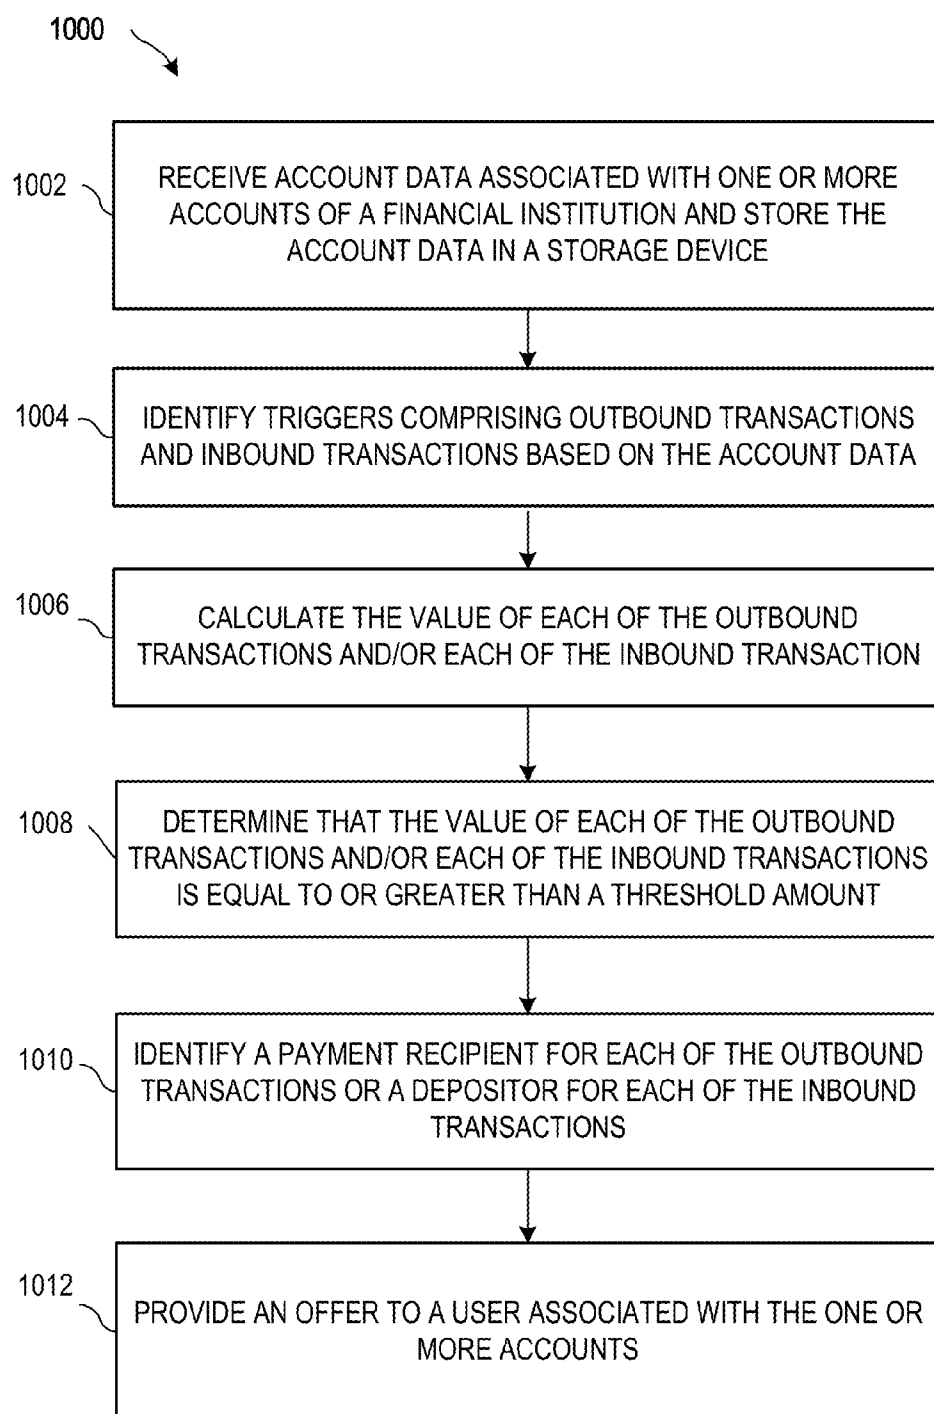 1000
1002
RECEIVE ACCOUNT DATA ASSOCIATED WITH ONE OR MORE
ACCOUNTS OF A FINANCIAL INSTITUTION AND STORE THE
ACCOUNT DATA IN A STORAGE DEVICE
1004
IDENTIFY TRIGGERS COMPRISING OUTBOUND TRANSACTIONS
AND INBOUND TRANSACTIONS BASED ON THE ACCOUNT DATA
1006
CALCULATE THE VALUE OF EACH OF THE OUTBOUND
TRANSACTIONS AND/OR EACH OF THE INBOUND TRANSACTION
1008
DETERMINE THAT THE VALUE OF EACH OF THE OUTBOUND
TRANSACTIONS AND/OR EACH OF THE INBOUND TRANSACTIONS
IS EQUAL TO OR GREATER THAN A THRESHOLD AMOUNT
1010
IDENTIFY A PAYMENT RECIPIENT FOR EACH OF THE OUTBOUND
TRANSACTIONS OR A DEPOSITOR FOR EACH OF THE INBOUND
TRANSACTIONS
1012
PROVIDE AN OFFER TO A USER ASSOCIATED WITH THE ONE OR
MORE ACCOUNTS